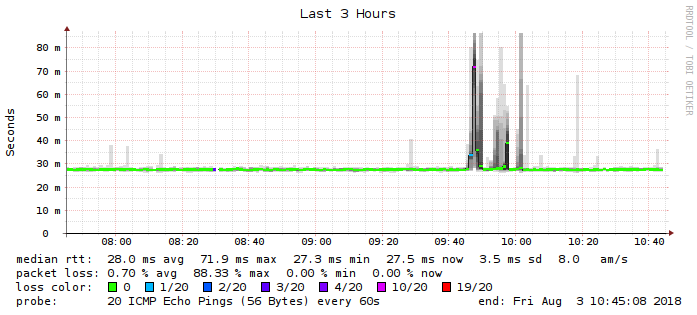 Last 3 Hours
RRDTOOL / TOBI OETIKER
Seconds
80 m
70 m
60 m
50 m
40 m
30 m
20 m
10 m
0
08:00 08:20 08:40 09:00 09:20 09:40 10:00 10:20 10:40
median rtt: 28.0 ms avg 71.9 ms max 27.3 ms min 27.5 ms now 3.5 ms sd 8.0 am/s
packet loss: 0.70 % avg 88.33 % max 0.00 % min 0.00 % now
loss color: 0 1/20 2/20 3/20 4/20 10/20 19/20
probe: 20 ICMP Echo Pings (56 Bytes) every 60s end: Fri Aug 3 10:45:08 2018